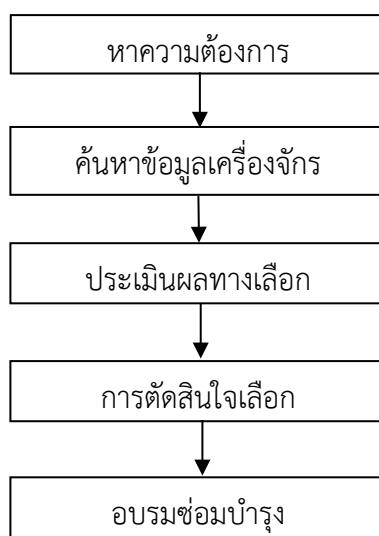 หาความต้องการ
ค้นหาข้อมูลเครื่องจักร
ประเมินผลทางเลือก
การตัดสินใจเลือก
อบรมซ่อมบำรุง